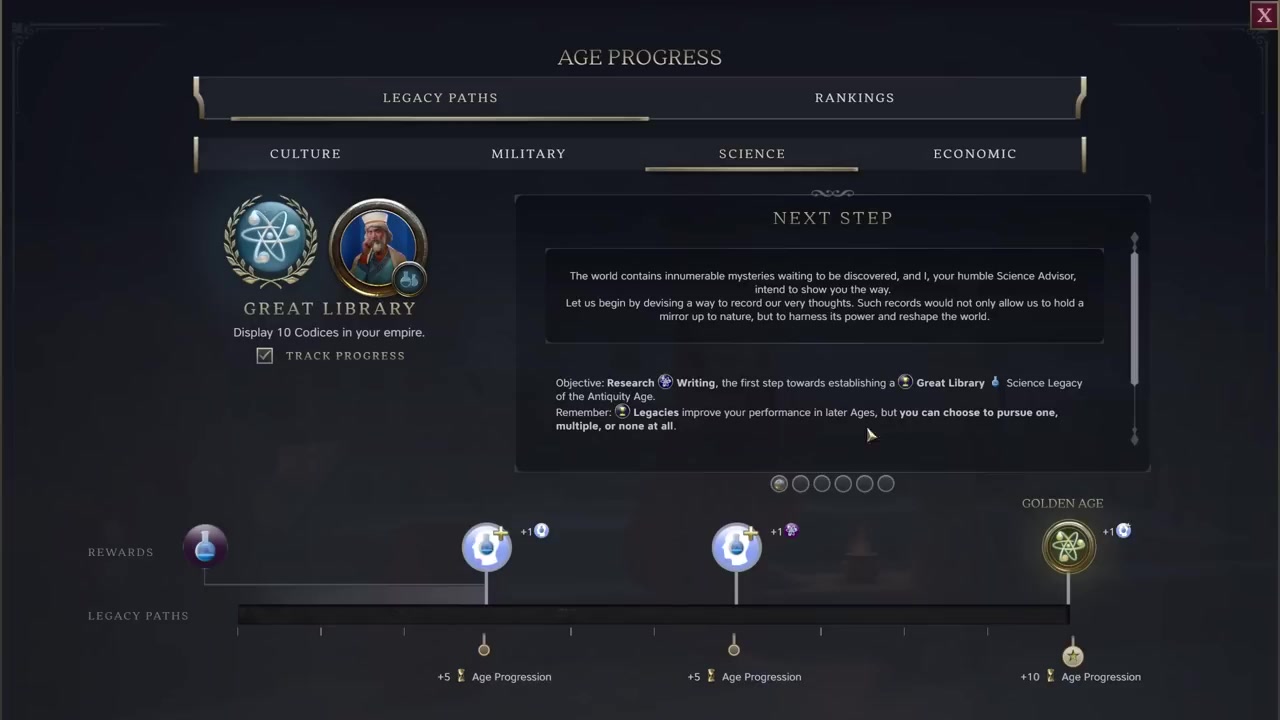 X
AGE PROGRESS
LEGACY PATHS
RANKINGS
CULTURE
MILITARY
SCIENCE
ECONOMIC
GREAT LIBRARY
Display 10 Codices in your empire.
TRACK PROGRESS
NEXT STEP
The world contains innumerable mysteries waiting to be discovered, and I, your humble Science Advisor,
intend to show you the way.
Let us begin by devising a way to record our very thoughts. Such records would not only allow us to hold a
mirror up to nature, but to harness its power and reshape the world.
Objective: Research Writing, the first step towards establishing a Great Library Science Legacy
of the Antiquity Age.
Remember: Legacies improve your performance in later Ages, but you can choose to pursue one,
multiple, or none at all.
GOLDEN AGE
REWARDS
+1
+1
+1
LEGACY PATHS
+5 Age Progression
+5 Age Progression
+10 Age Progression